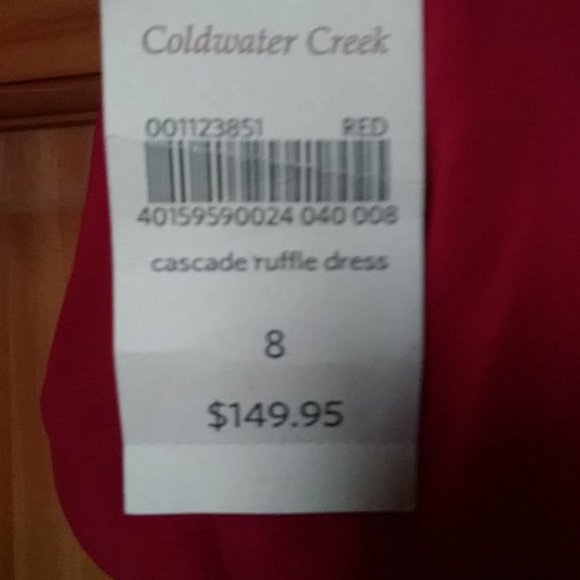 Coldwater Creek
001123851 RED
40159590024 040 008
cascade ruffle dress
8
$149.95